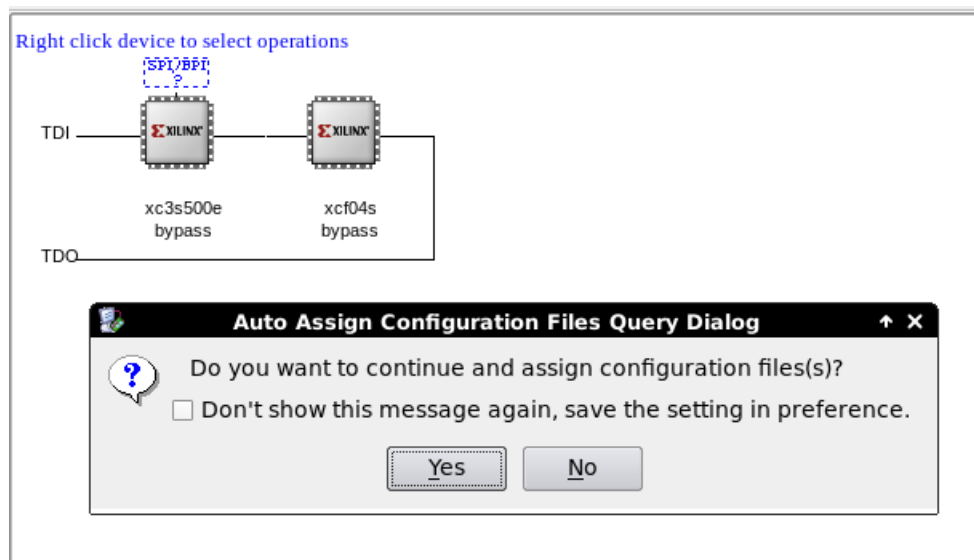 Right click device to select operations
SPI/BPI
?
TDI
XILINX
XILINX
xc3s500e
bypass
xcf04s
bypass
TDO
Auto Assign Configuration Files Query Dialog
Do you want to continue and assign configuration files(s)?
Don't show this message again, save the setting in preference.
Yes
No